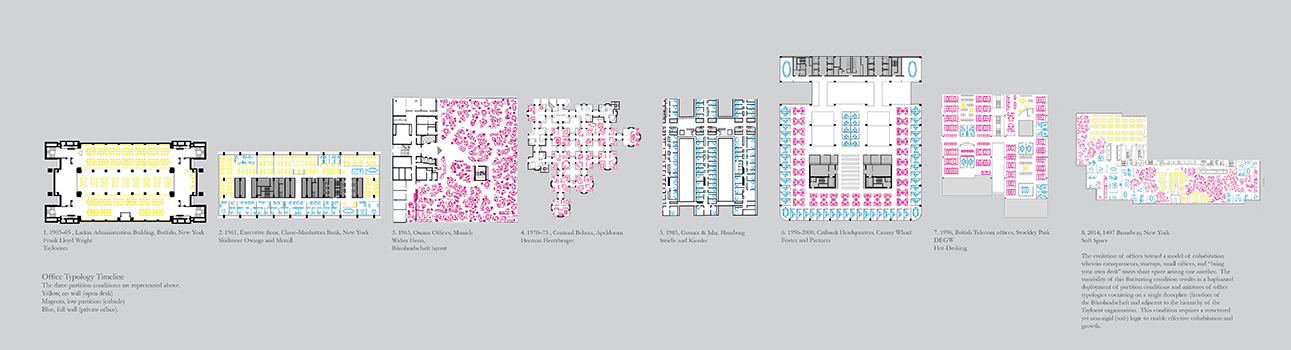 1. 1903-05 , Larkin Administration Building, Buffalo, New York
Frank Lloyd Wright
Taylorism
2. 1961, Executive floor, Chase-Manhattan Bank, New York
Skidmore Owings and Merrill
3. 1963, Osram Offices, Munich
Walter Henn,
Bürolandschaft layout
4. 1970-73 , Centraal Beheer, Apeldoorn
Herman Hertzberger
5. 1985, Gruner & Jahr, Hamburg
Steidle and Kiessler
6. 1996-2000, Citibank Headquarters, Canary Wharf
Foster and Partners
7. 1996, British Telecom offices, Stockley Park
DEGW
Hot-Desking
8. 2014, 1407 Broadway, New York
Soft Space
The evolution of offices toward a model of cohabitation
wherein entrepreneurs, startups, small offices, and "bring
your own desk" users share space among one another. The
variability of this fluctuating condition results in a haphazard
deployment of partition conditions and mixtures of office
typologies coexisting on a single floorplate (freedom of
the Bürolandschaft and adjacent to the hierarchy of the
Taylorist organization. This condition requires a structured
yet non-rigid (soft) logic to enable effective cohabitation and
growth.
Office Typology Timeline
The three partition conditions are represented above.
Yellow, no wall (open desk)
Magenta, low partition (cubicle)
Blue, full wall (private office).